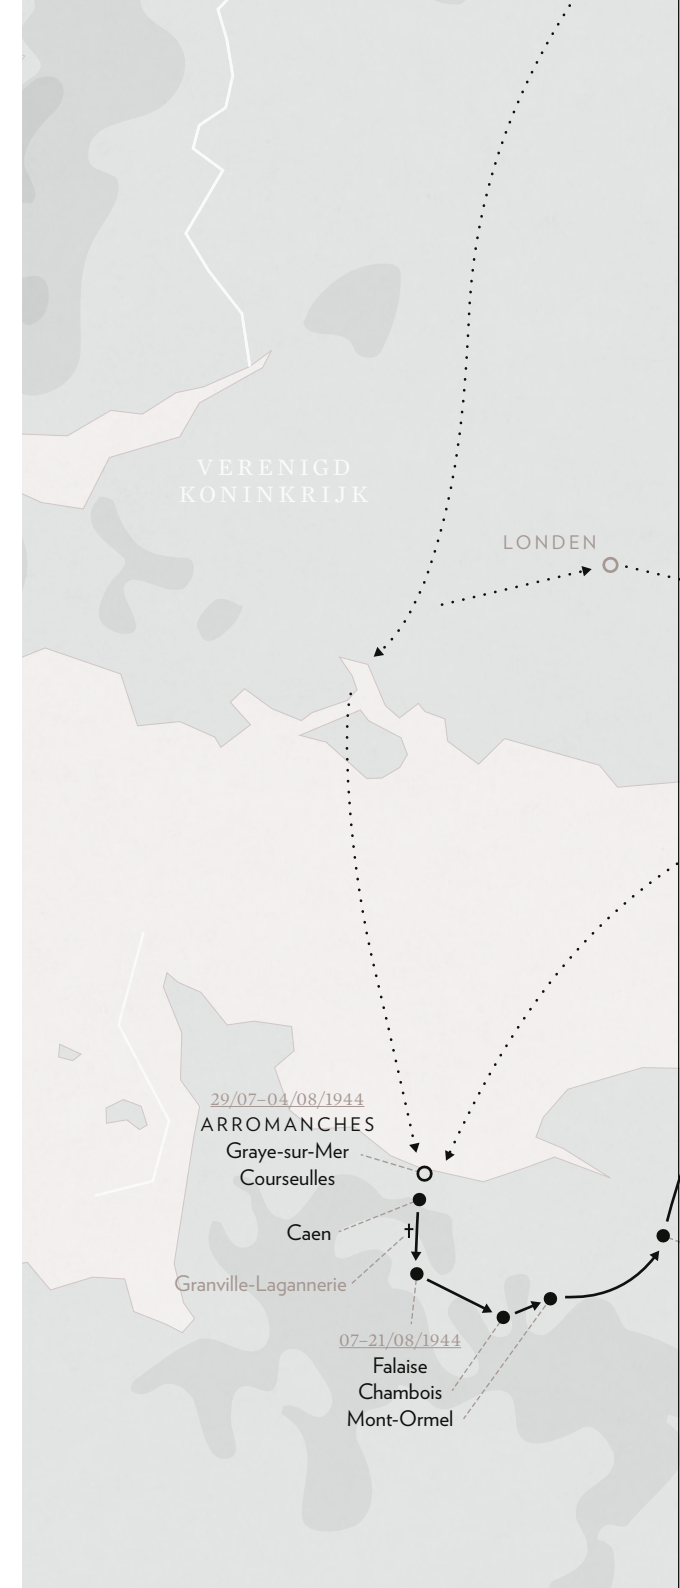 VERENIGD
KONINKRIJK
LONDEN
29/07–04/08/1944
ARROMANCHES
Graye-sur-Mer
Courseulles
Caen
Granville-Lagannerie
07–21/08/1944
Falaise
Chambois
Mont-Ormel